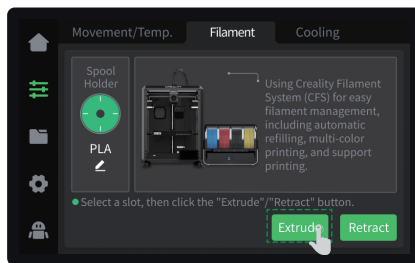 Movement/Temp.
Filament
Cooling
Spool
Holder
PLA
Using Creality Filament
System (CFS) for easy
filament management,
including automatic
refilling, multi-color
printing, and support
printing.
Select a slot, then click the "Extrude"/"Retract" button.
Extrude
Retract